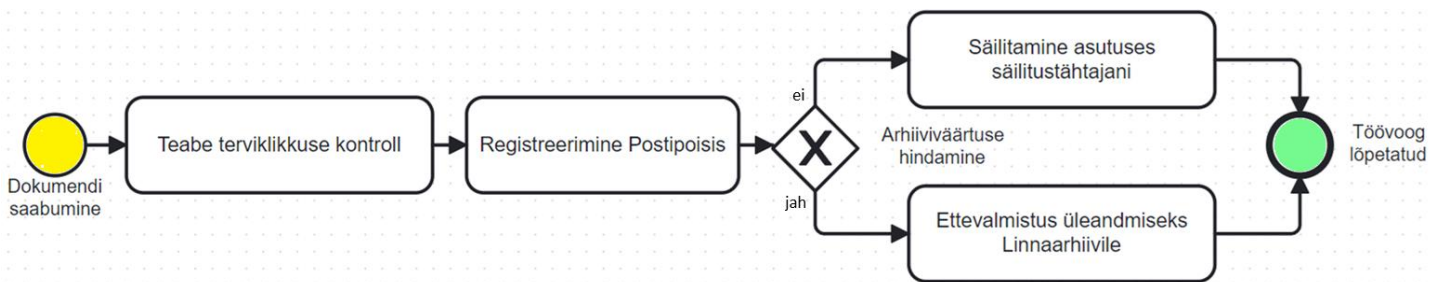 Dokumendi
saabumine
Teabe terviklikkuse kontroll
Registreerimine Postipoisis
X
Arhiiviväärtuse
hindamine
ei
Säilitamine asutuses
säilitustähtajani
jah
Ettevalmistus üleandmiseks
Linnaarhiivile
Töövoog
lõpetatud